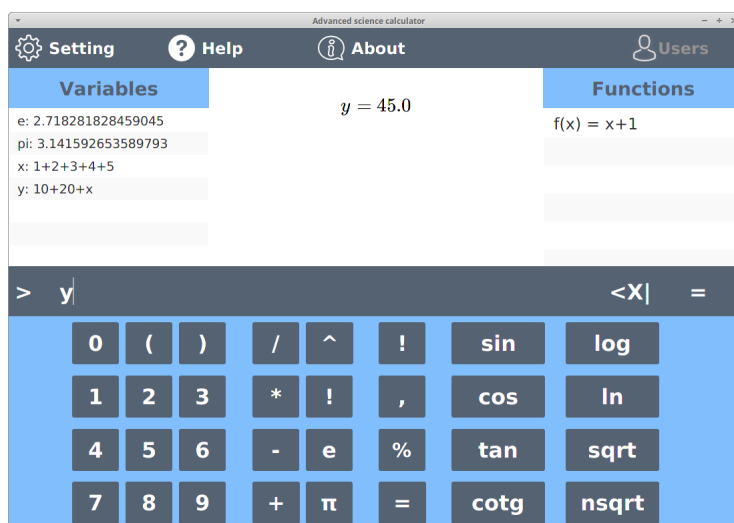 Advanced science calculator
Setting ? Help About Users
Variables
e: 2.718281828459045
pi: 3.141592653589793
x: 1+2+3+4+5
y: 10+20+x
y = 45.0
Functions
f(x) = x+1
> y <X| =
0 ( ) / ^ ! sin log
1 2 3 * ! , cos ln
4 5 6 - e % tan sqrt
7 8 9 + π = cotg nsqrt